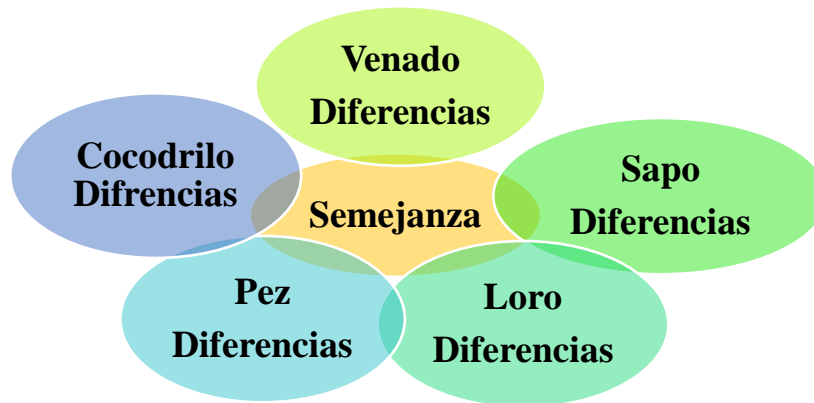 Venado
Diferencias
Cocodrilo
Difrencias
Sapo
Diferencias
Semejanza
Pez
Diferencias
Loro
Diferencias